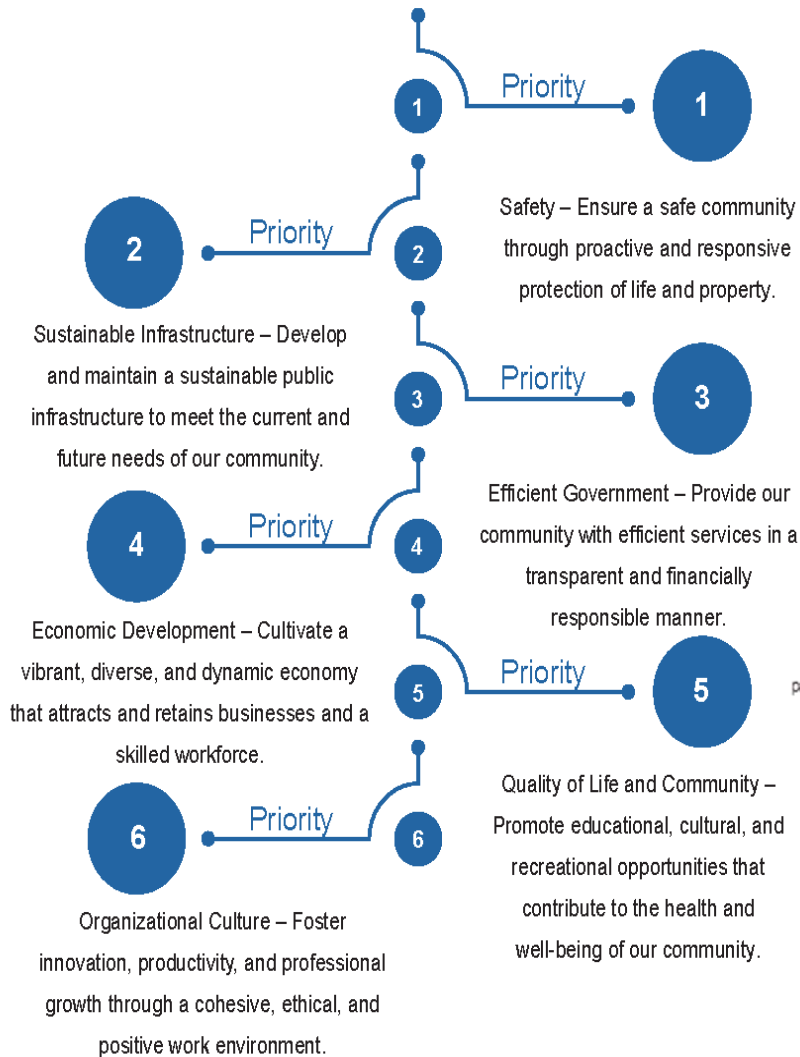 Priority
1
1
Safety – Ensure a safe community
through proactive and responsive
protection of life and property.
2
Priority
2
Sustainable Infrastructure – Develop
and maintain a sustainable public
infrastructure to meet the current and
future needs of our community.
3
Priority
3
Efficient Government – Provide our
community with efficient services in a
transparent and financially
responsible manner.
4
Priority
4
Economic Development – Cultivate a
vibrant, diverse, and dynamic economy
that attracts and retains businesses and a
skilled workforce.
5
Priority
5
Quality of Life and Community –
Promote educational, cultural, and
recreational opportunities that
contribute to the health and
well-being of our community.
6
Priority
6
Organizational Culture – Foster
innovation, productivity, and professional
growth through a cohesive, ethical, and
positive work environment.